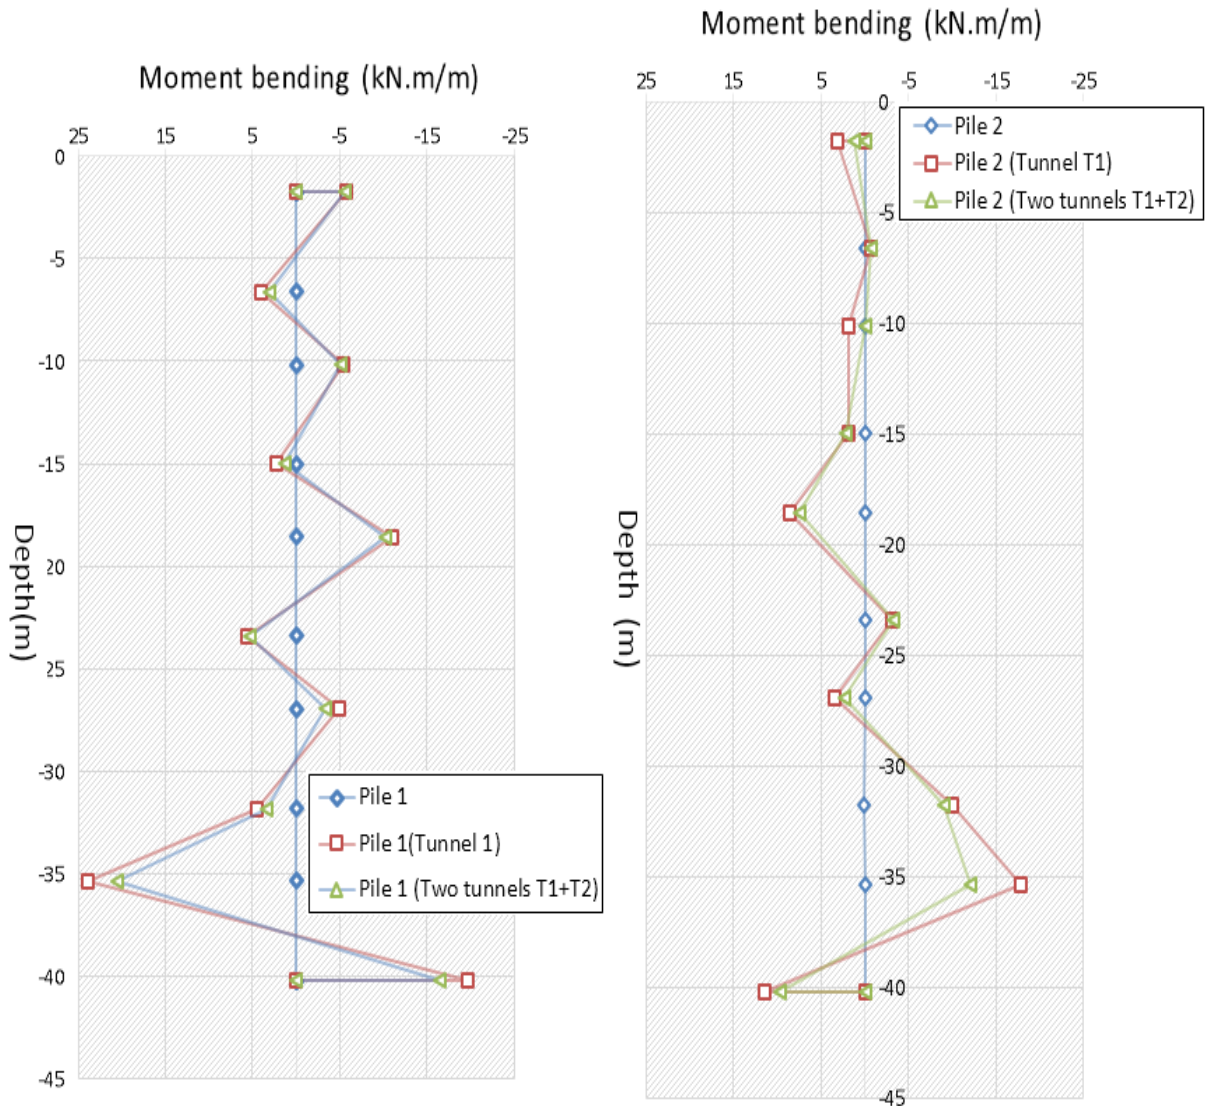 Moment bending (kN.m/m)
25 15 5 -5 -15 -25
0
-5
-10
-15
20
25
-30
-35
-40
-45
Depth(m)
Pile 1
Pile 1(Tunnel 1)
Pile 1 (Two tunnels T1+T2)
Moment bending (kN.m/m)
25 15 5 -5 -15 -25
0
-5
-10
-15
-20
-25
-30
-35
-40
-45
Depth (m)
Pile 2
Pile 2 (Tunnel T1)
Pile 2 (Two tunnels T1+T2)